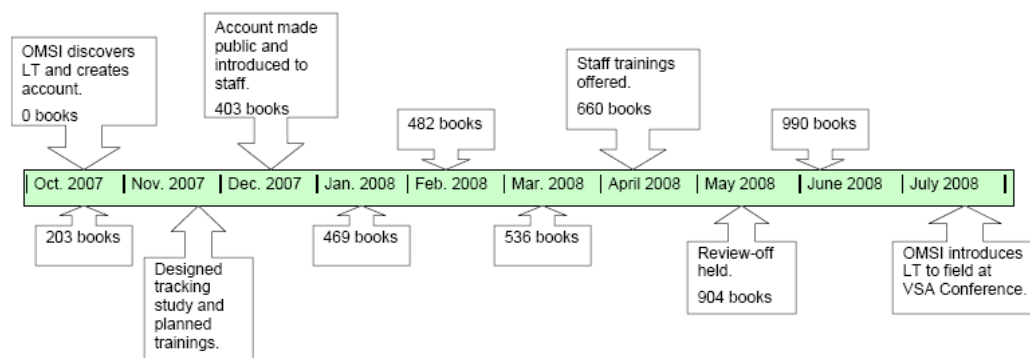 OMSI discovers
LT and creates
account.
0 books
Account made
public and
introduced to
staff.
403 books
482 books
Staff trainings
offered.
660 books
990 books
Oct. 2007 Nov. 2007 Dec. 2007 Jan. 2008 Feb. 2008 Mar. 2008 April 2008 May 2008 June 2008 July 2008
203 books
Designed
tracking
study and
planned
trainings.
469 books
536 books
Review-off
held.
904 books
OMSI introduces
LT to field at
VSA Conference.